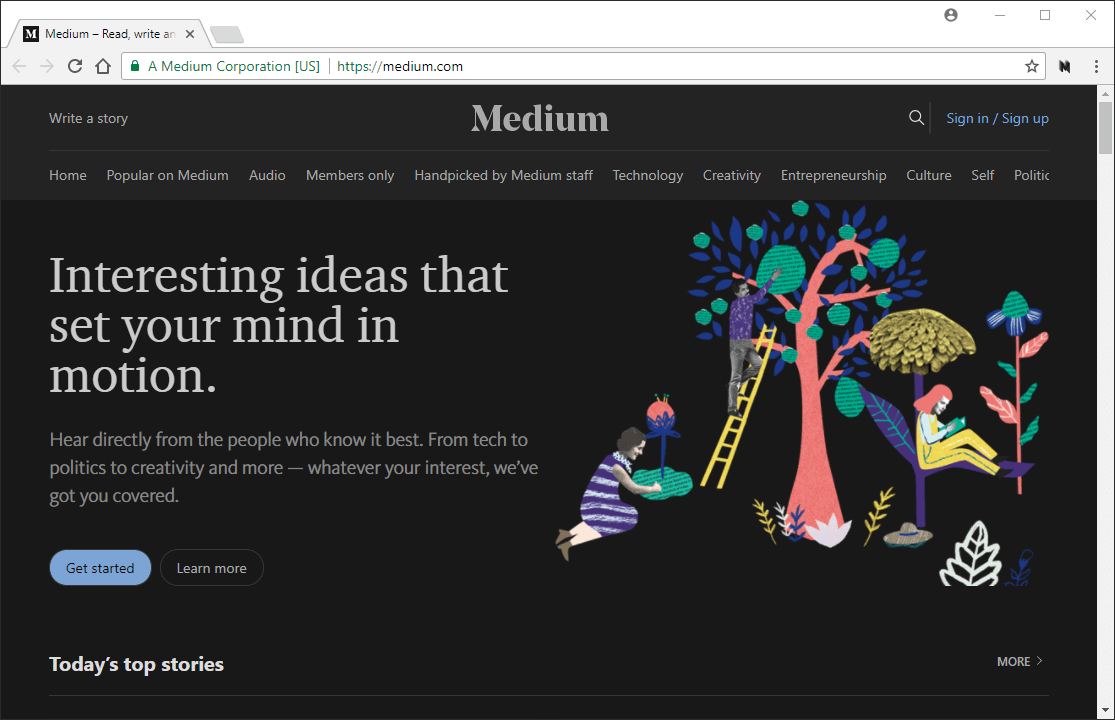 Medium – Read, write an
A Medium Corporation [US] https://medium.com
Write a story
Medium
Sign in / Sign up
Home Popular on Medium Audio Members only Handpicked by Medium staff Technology Creativity Entrepreneurship Culture Self Politic
Interesting ideas that
set your mind in
motion.
Hear directly from the people who know it best. From tech to
politics to creativity and more — whatever your interest, we’ve
got you covered.
Get started Learn more
Today’s top stories
MORE